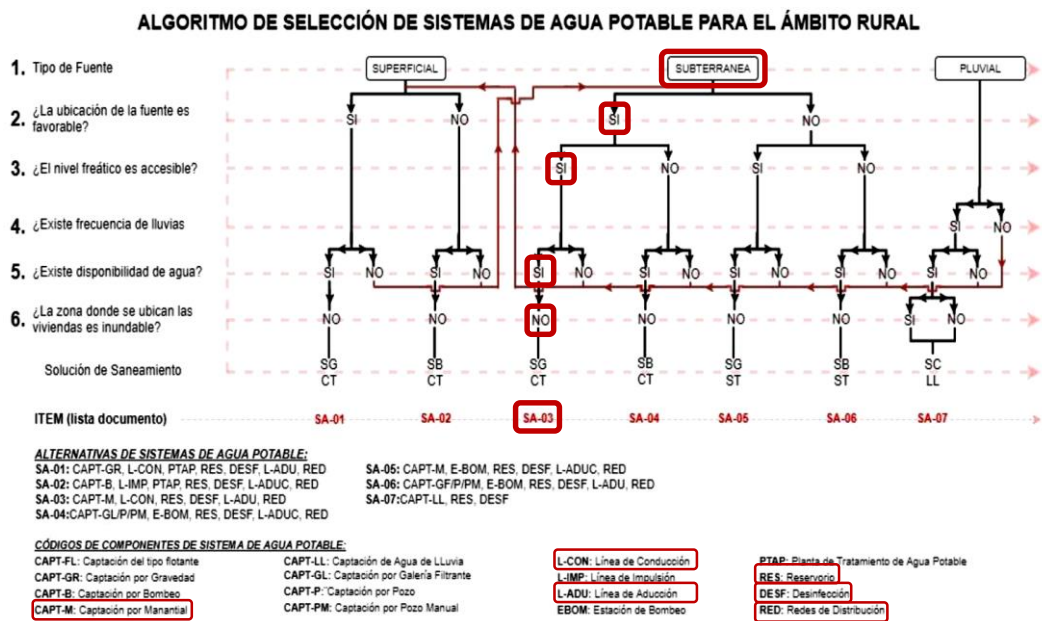 ALGORITMO DE SELECCIÓN DE SISTEMAS DE AGUA POTABLE PARA EL ÁMBITO RURAL
1. Tipo de Fuente
SUPERFICIAL
SUBTERRANEA
PLUVIAL
2. ¿La ubicación de la fuente es favorable?
SI NO SI NO
3. ¿El nivel freático es accesible?
SI NO SI NO
4. ¿Existe frecuencia de lluvias
SI NO
5. ¿Existe disponibilidad de agua?
SI NO SI NO SI NO SI NO SI NO SI NO SI NO
6. ¿La zona donde se ubican las viviendas es inundable?
NO NO NO NO NO NO SI NO
Solución de Saneamiento
SG SB SG SB SG SB SC
CT CT CT CT ST ST LL
ITEM (lista documento) SA-01 SA-02 SA-03 SA-04 SA-05 SA-06 SA-07
ALTERNATIVAS DE SISTEMAS DE AGUA POTABLE:
SA-01: CAPT-GR, L-CON, PTAP, RES, DESF, L-ADU, RED
SA-02: CAPT-B, L-IMP, PTAP, RES, DESF, L-ADUC, RED
SA-03: CAPT-M, L-CON, RES, DESF, L-ADU, RED
SA-04:CAPT-GL/P/PM, E-BOM, RES, DESF, L-ADUC, RED
SA-05: CAPT-M, E-BOM, RES, DESF, L-ADUC, RED
SA-06: CAPT-GF/P/PM, E-BOM, RES, DESF, L-ADU, RED
SA-07:CAPT-LL, RES, DESF
CÓDIGOS DE COMPONENTES DE SISTEMA DE AGUA POTABLE:
CAPT-FL: Captación del tipo flotante
CAPT-GR: Captación por Gravedad
CAPT-B: Captación por Bombeo
CAPT-M: Captación por Manantial
CAPT-LL: Captación de Agua de LLuvia
CAPT-GL: Captación por Galería Filtrante
CAPT-P: Captación por Pozo
CAPT-PM: Captación por Pozo Manual
L-CON: Línea de Conducción
L-IMP: Línea de Impulsión
L-ADU: Línea de Aducción
EBOM: Estación de Bombeo
PTAP: Planta de Tratamiento de Agua Potable
RES: Reservorio
DESF: Desinfección
RED: Redes de Distribución